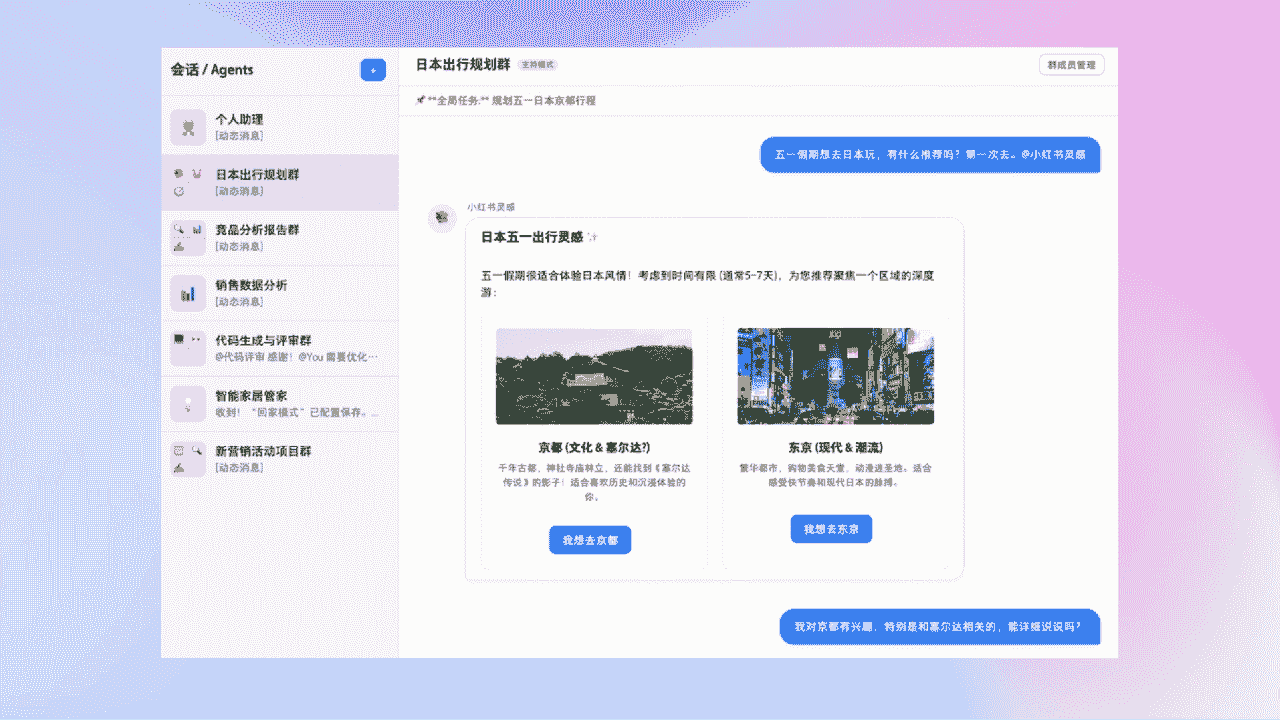 会话 / Agents
+
个人助理
[动态消息]
日本出行规划群
[动态消息]
竞品分析报告群
[动态消息]
销售数据分析
[动态消息]
代码生成与评审群
@代码评审 感谢！@You 需要优化…
智能家居管家
收到！“回家模式”已配置保存。...
新营销活动项目群
[动态消息]
日本出行规划群 支持模式
群成员管理
**全局任务:** 规划五一日本京都行程
五一假期想去日本玩，有什么推荐吗？第一次去。@小红书灵感
小红书灵感
日本五一出行灵感
五一假期很适合体验日本风情！考虑到时间有限 (通常5-7天)，为您推荐聚焦一个区域的深度
游：
京都 (文化 & 塞尔达?)
千年古都，神社寺庙林立，还能找到《塞尔达
传说》的影子！适合喜欢历史和沉浸体验的
你。
我想去京都
东京 (现代 & 潮流)
繁华都市，购物美食天堂，动漫迷圣地。适合
感受快节奏和现代日本的脉搏。
我想去东京
我对京都有兴趣，特别是和塞尔达相关的，能详细说说吗？